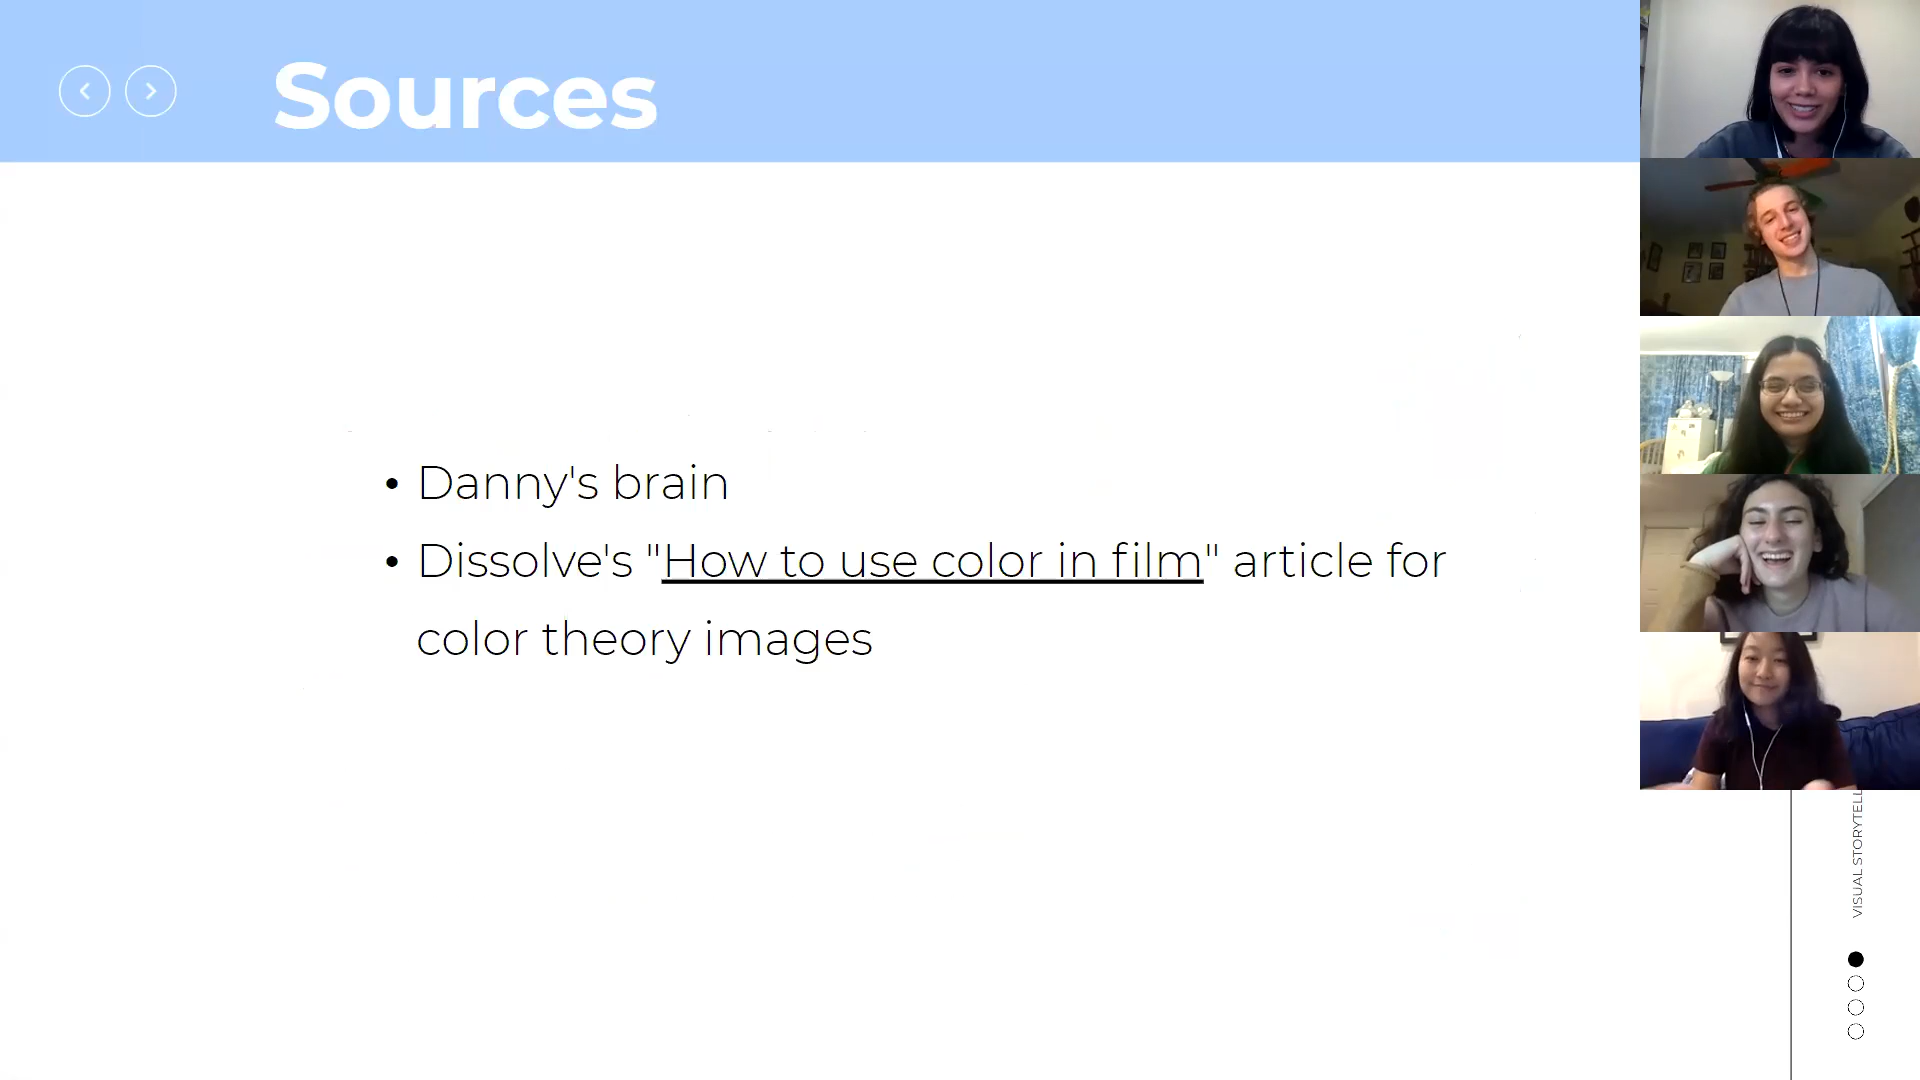 Sources
• Danny's brain
• Dissolve's "How to use color in film" article for
color theory images
VISUAL STORYTELL